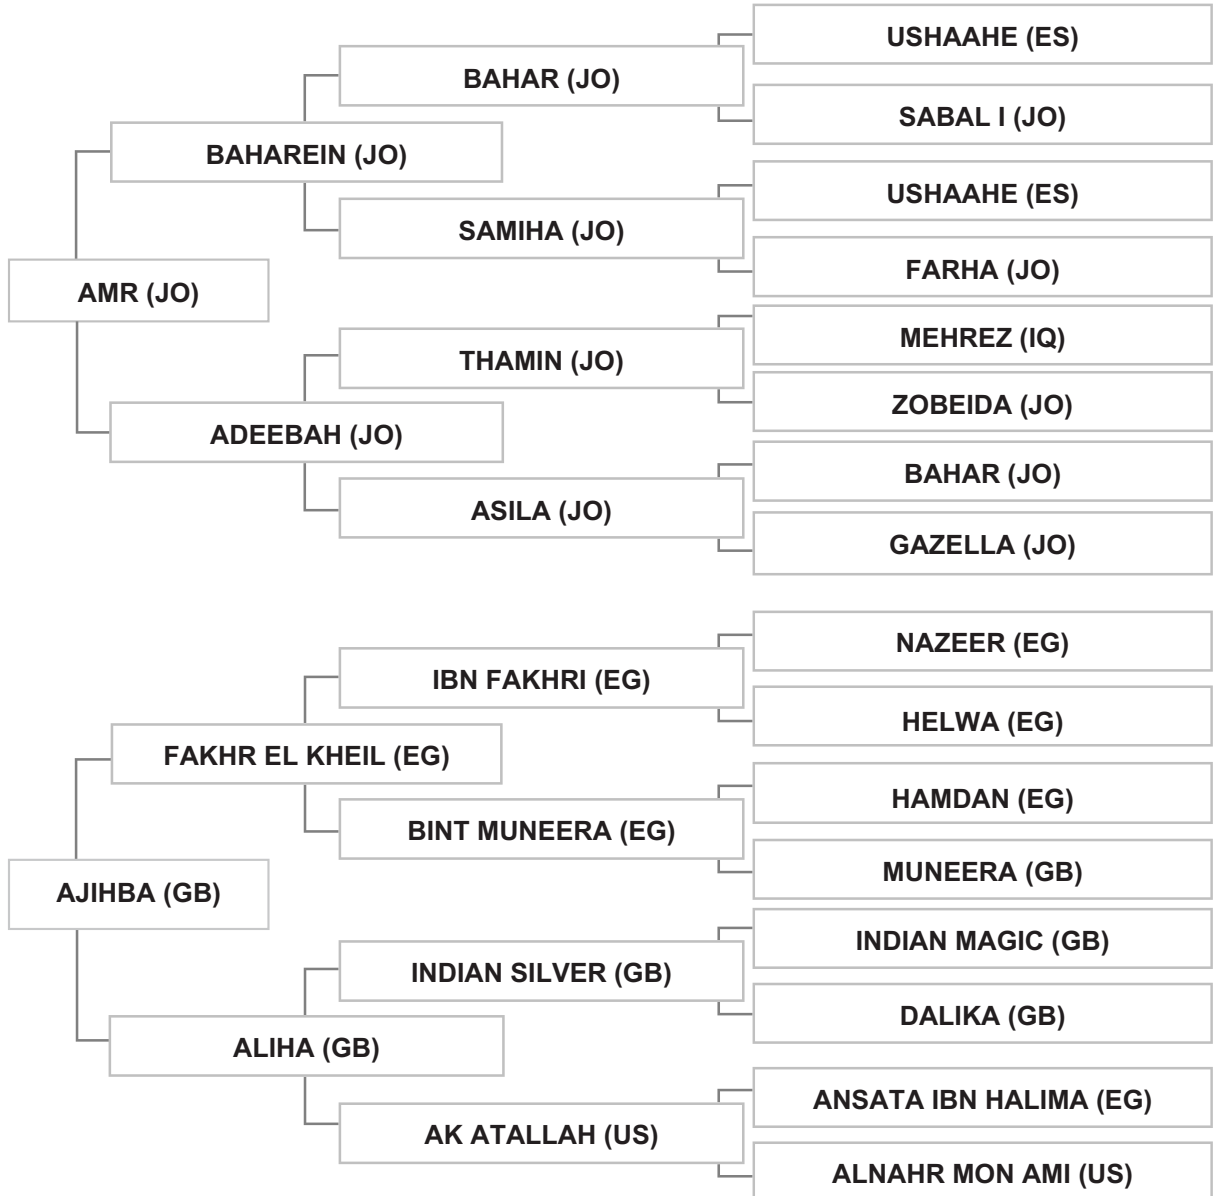 USHAAHE (ES)
BAHAR (JO)
SABAL I (JO)
BAHAREIN (JO)
USHAAHE (ES)
SAMIHA (JO)
FARHA (JO)
AMR (JO)
MEHREZ (IQ)
THAMIN (JO)
ZOBEIDA (JO)
ADEEBAH (JO)
BAHAR (JO)
ASILA (JO)
GAZELLA (JO)
NAZEER (EG)
IBN FAKHRI (EG)
HELWA (EG)
FAKHR EL KHEIL (EG)
HAMDAN (EG)
BINT MUNEERA (EG)
MUNEERA (GB)
AJIHBA (GB)
INDIAN MAGIC (GB)
INDIAN SILVER (GB)
DALIKA (GB)
ALIHA (GB)
ANSATA IBN HALIMA (EG)
AK ATALLAH (US)
ALNAHR MON AMI (US)